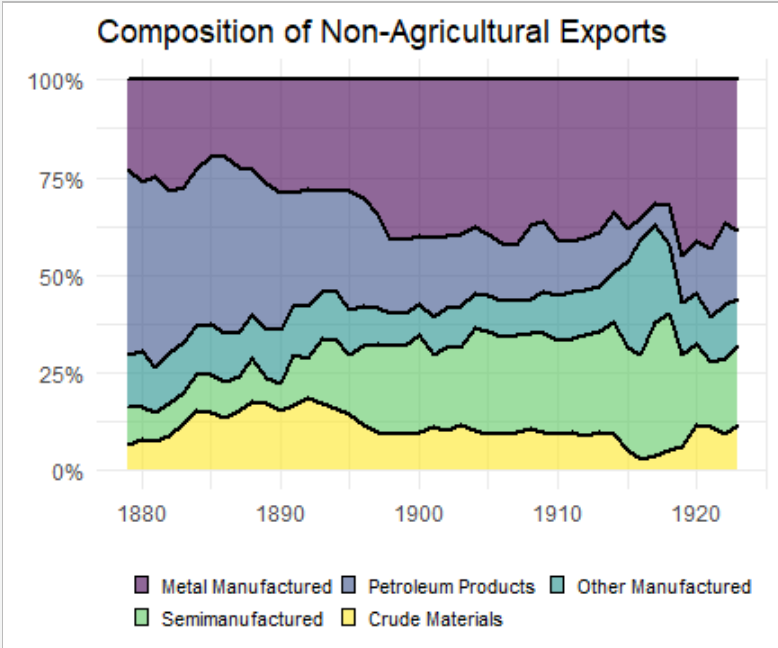 Composition of Non-Agricultural Exports
100%
75%
50%
25%
0%
1880 1890 1900 1910 1920
Metal Manufactured Petroleum Products Other Manufactured
Semimanufactured Crude Materials